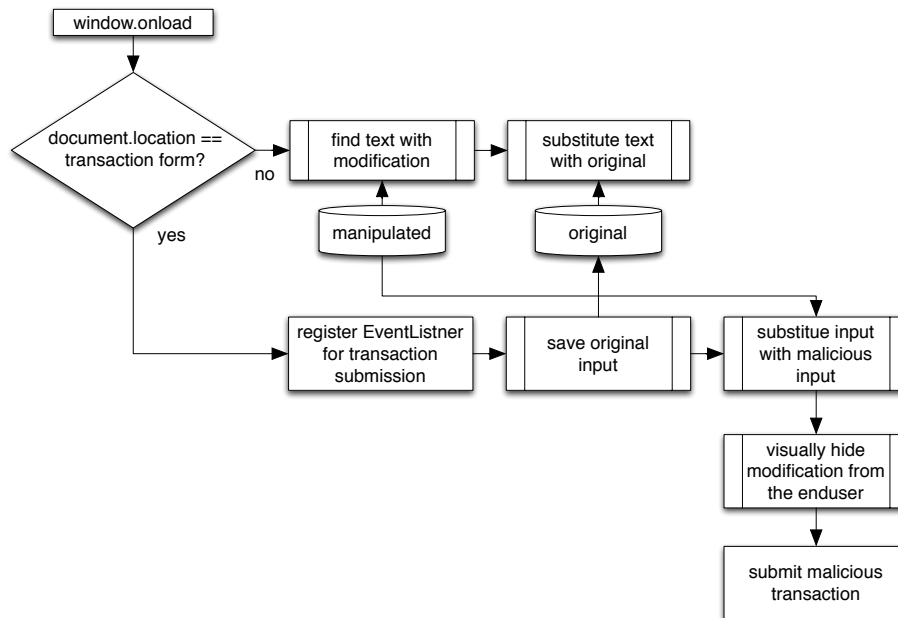 window.onload
document.location ==
transaction form?
no
yes
find text with
modification
substitute text
with original
manipulated
original
register EventListner
for transaction
submission
save original
input
substitue input
with malicious
input
visually hide
modification from
the enduser
submit malicious
transaction